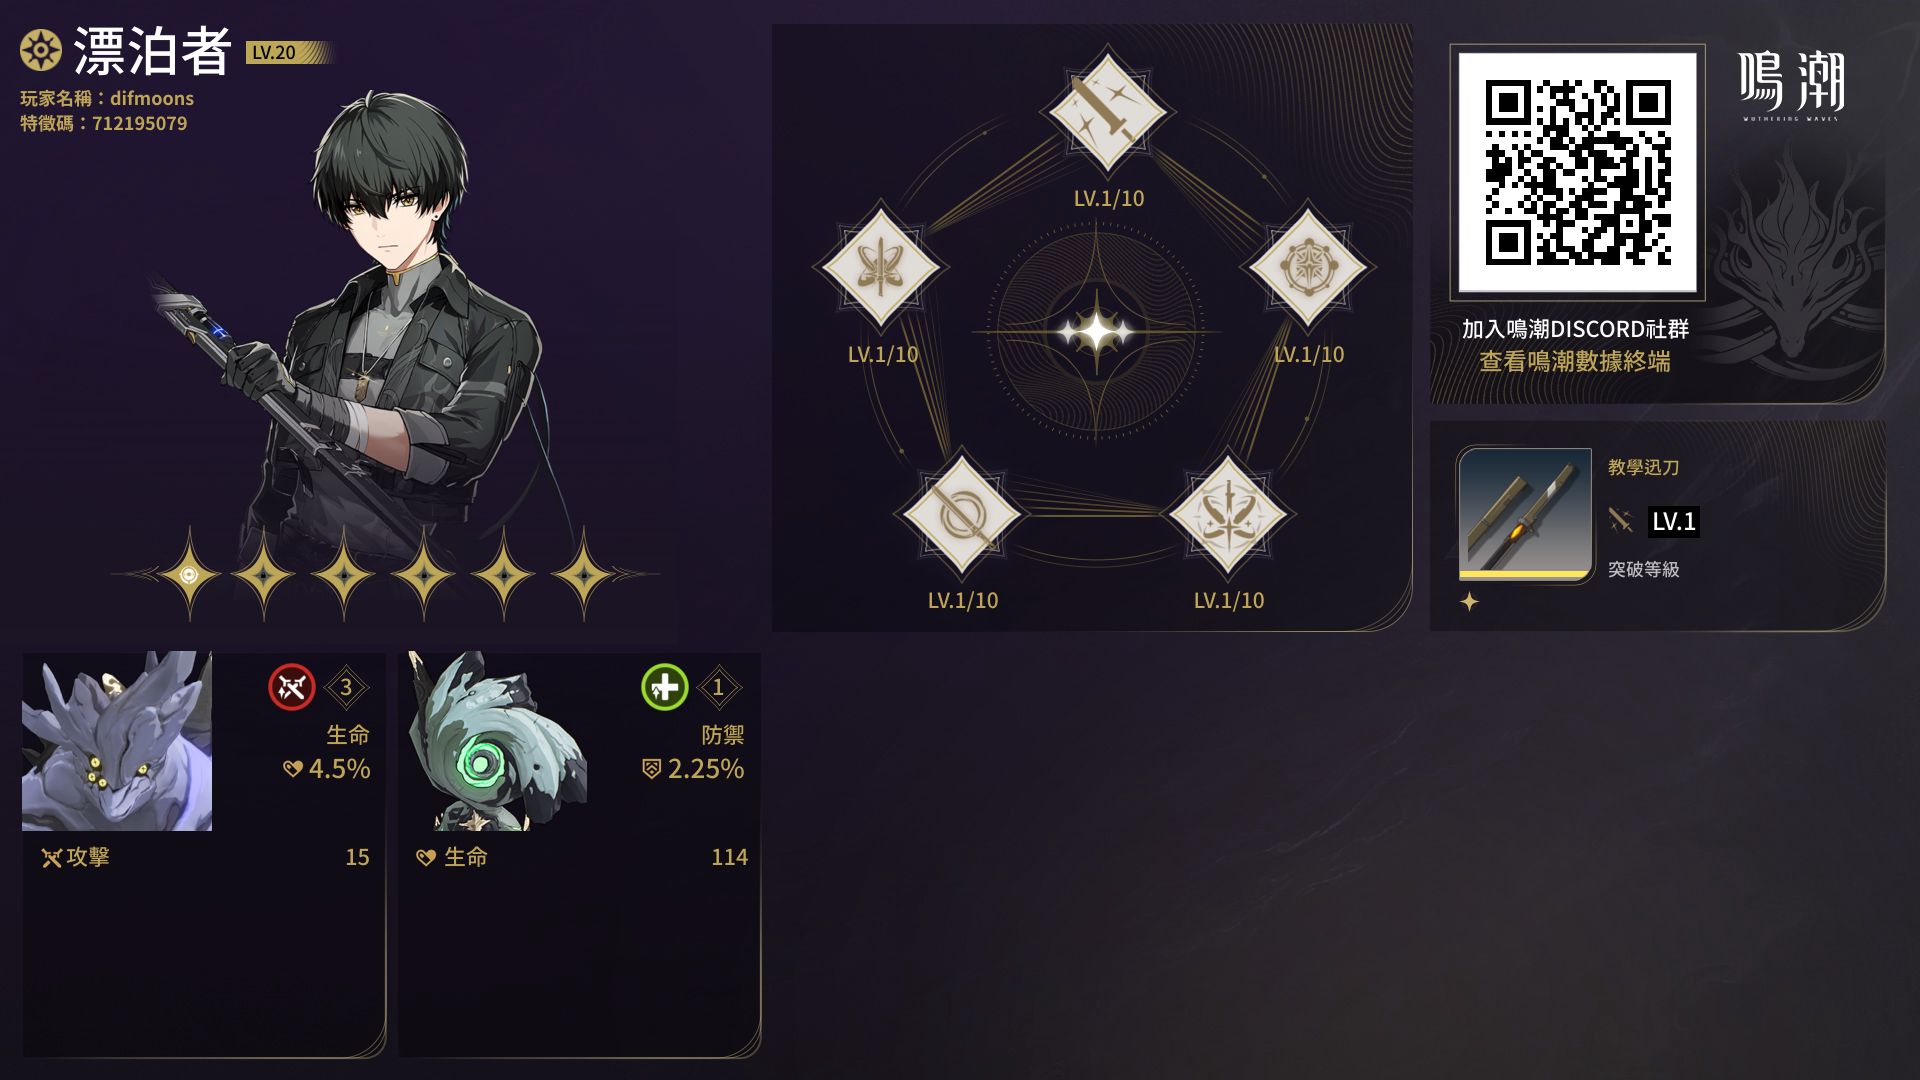 漂泊者 LV.20
玩家名稱：difmoons
特徵碼：712195079
LV.1/10
LV.1/10
LV.1/10
LV.1/10
LV.1/10
鳴潮
WUTHERING WAVES
加入鳴潮DISCORD社群
查看鳴潮數據終端
教學迅刀
LV.1
突破等級
3
生命
4.5%
攻擊 15
1
防禦
2.25%
生命 114